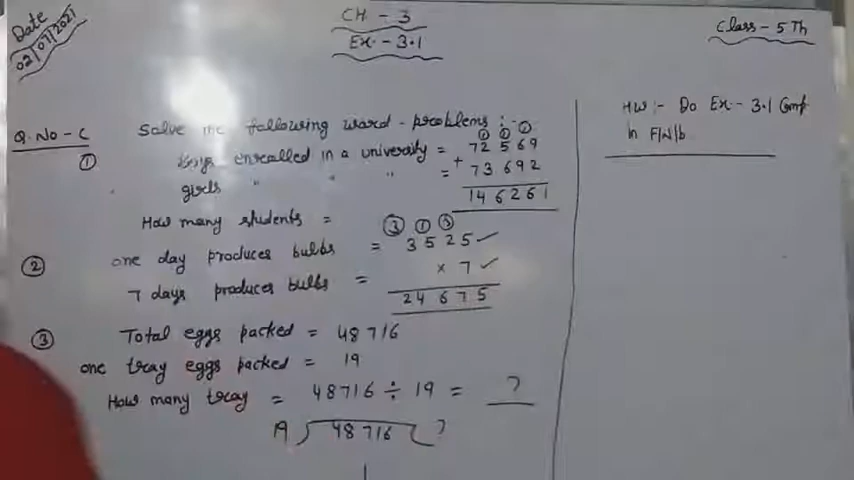 Date
02/07/2021
CH - 3
Ex - 3.1
Class - 5 Th
Q. No - C Solve the following word - problems :-
① Boys enrolled in a university = 72569
girls " " " = + 73692
146261
How many students =
② one day produces bulbs = 3525
7 days produces bulbs = × 7
24675
③ Total eggs packed = 48716
one tray eggs packed = 19
How many tray = 48716 ÷ 19 = ?
19 ) 48716 ( ?
HW :- Do Ex - 3.1 Comp
in F/N/b